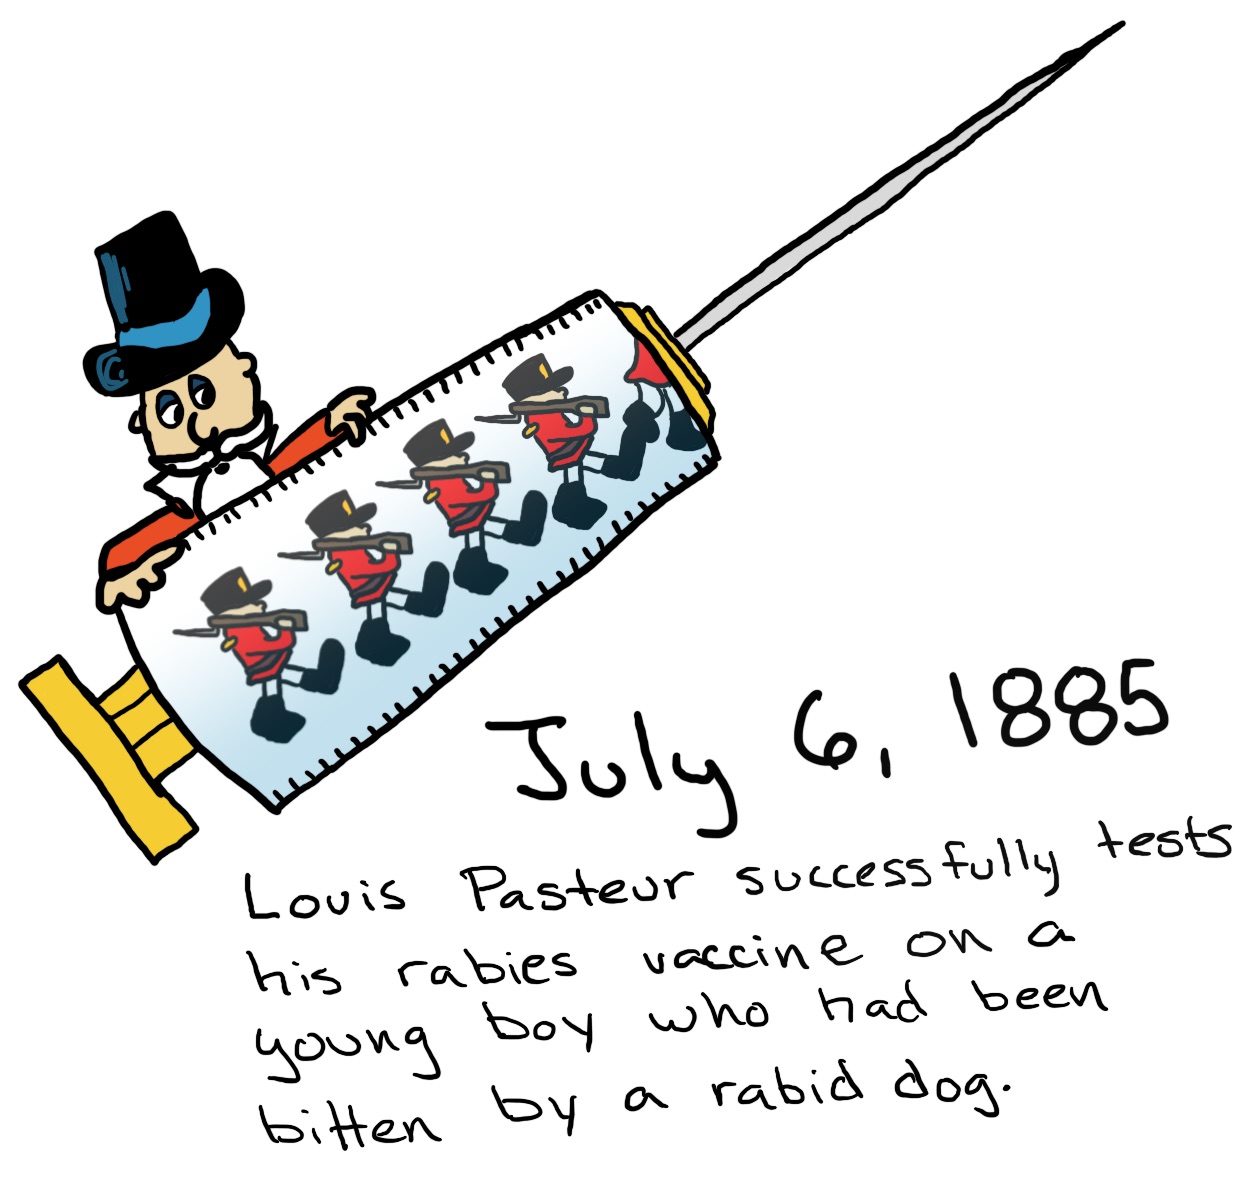 July 6, 1885
Louis Pasteur successfully tests
his rabies vaccine on a
young boy who had been
bitten by a rabid dog.